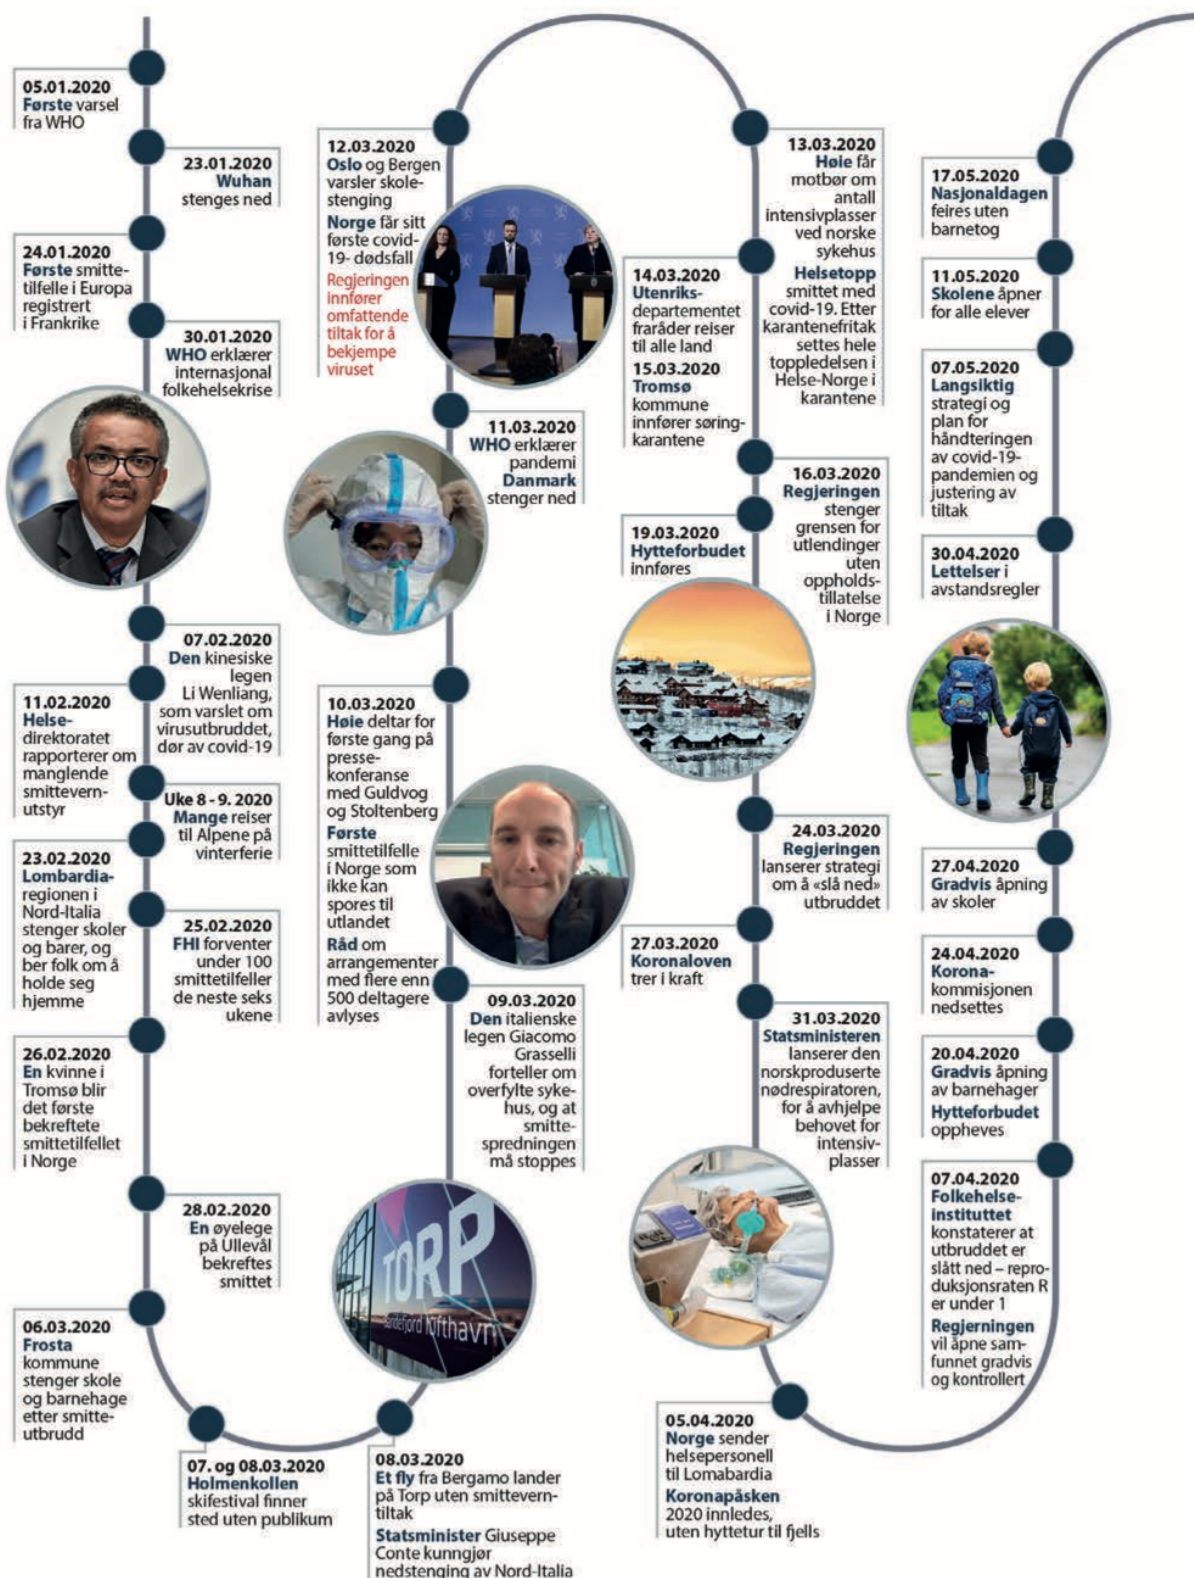 05.01.2020
Første varsel
fra WHO
23.01.2020
Wuhan
stenges ned
24.01.2020
Første smitte-
tilfelle i Europa
registrert
i Frankrike
30.01.2020
WHO erklærer
internasjonal
folkehelsekrise
07.02.2020
Den kinesiske
legen
Li Wenliang,
som varslet om
virusutbruddet,
dør av covid-19
11.02.2020
Helse-
direktoratet
rapporterer om
manglende
smittevern-
utstyr
Uke 8 - 9. 2020
Mange reiser
til Alpene på
vinterferie
23.02.2020
Lombardia-
regionen i
Nord-Italia
stenger skoler
og barer, og
ber folk om å
holde seg
hjemme
25.02.2020
FHI forventer
under 100
smittetilfeller
de neste seks
ukene
26.02.2020
En kvinne i
Tromsø blir
det første
bekreftete
smittetilfellet
i Norge
28.02.2020
En øyelege
på Ullevål
bekreftes
smittet
06.03.2020
Frosta
kommune
stenger skole
og barnehage
etter smitte-
utbrudd
07. og 08.03.2020
Holmenkollen
skifestival finner
sted uten publikum
08.03.2020
Et fly fra Bergamo lander
på Torp uten smittevern-
tiltak
Statsminister Giuseppe
Conte kunngjør
nedstenging av Nord-Italia
TORP
andefjord lufthavn
09.03.2020
Den italienske
legen Giacomo
Grasselli
forteller om
overfylte syke-
hus, og at
smitte-
spredningen
må stoppes
10.03.2020
Høie deltar for
første gang på
presse-
konferanse
med Guldvog
og Stoltenberg
Første
smittetilfelle
i Norge som
ikke kan
spores til
utlandet
Råd om
arrangementer
med flere enn
500 deltagere
avlyses
11.03.2020
WHO erklærer
pandemi
Danmark
stenger ned
12.03.2020
Oslo og Bergen
varsler skole-
stenging
Norge får sitt
første covid-
19- dødsfall
Regjeringen
innfører
omfattende
tiltak for å
bekjempe
viruset
13.03.2020
Høie får
motbør om
antall
intensivplasser
ved norske
sykehus
Helsetopp
smittet med
covid-19. Etter
karantenefritak
settes hele
toppledelsen i
Helse-Norge i
karantene
14.03.2020
Utenriks-
departementet
fraråder reiser
til alle land
15.03.2020
Tromsø
kommune
innfører søring-
karantene
16.03.2020
Regjeringen
stenger
grensen for
utlendinger
uten
oppholds-
tillatelse
i Norge
19.03.2020
Hytteforbudet
innføres
24.03.2020
Regjeringen
lanserer strategi
om å «slå ned»
utbruddet
27.03.2020
Koronaloven
trer i kraft
31.03.2020
Statsministeren
lanserer den
norskproduserte
nødrespiratoren,
for å avhjelpe
behovet for
intensiv-
plasser
05.04.2020
Norge sender
helsepersonell
til Lomabardia
Koronapåsken
2020 innledes,
uten hyttetur til fjells
07.04.2020
Folkehelse-
instituttet
konstaterer at
utbruddet er
slått ned – repro-
duksjonsraten R
er under 1
Regjerningen
vil åpne sam-
funnet gradvis
og kontrollert
20.04.2020
Gradvis åpning
av barnehager
Hytteforbudet
oppheves
24.04.2020
Korona-
kommisjonen
nedsettes
27.04.2020
Gradvis åpning
av skoler
30.04.2020
Lettelser i
avstandsregler
07.05.2020
Langsiktig
strategi og
plan for
håndteringen
av covid-19-
pandemien og
justering av
tiltak
11.05.2020
Skolene åpner
for alle elever
17.05.2020
Nasjonaldagen
feires uten
barnetog